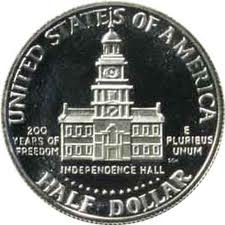 UNITED STATES OF AMERICA
200
YEARS OF
FREEDOM
E
PLURIBUS
UNUM
INDEPENDENCE HALL
HALF DOLLAR